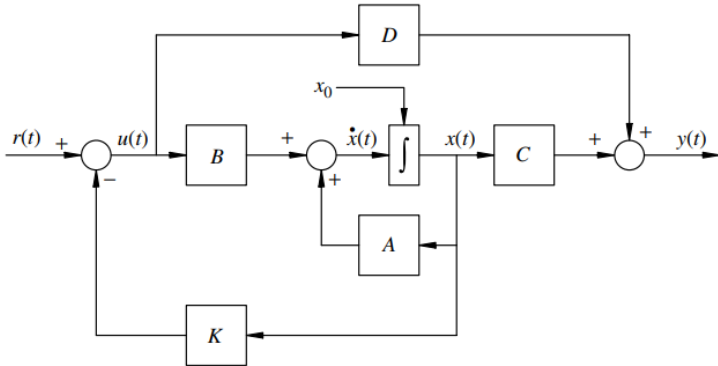 D
x₀
r(t) + u(t) B + ẋ(t) ∫ x(t) C + + y(t)
− +
A
K